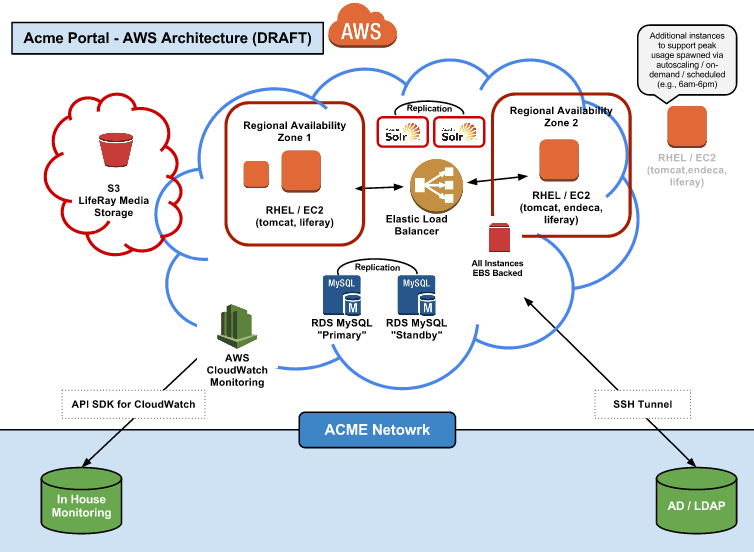 Acme Portal - AWS Architecture (DRAFT)
AWS
Additional instances
to support peak
usage spawned via
autoscaling / on-
demand / scheduled
(e.g., 6am-6pm)
RHEL / EC2
(tomcat,endeca,
liferay)
S3
LifeRay Media
Storage
Regional Availability
Zone 1
RHEL / EC2
(tomcat, liferay)
Replication
Apache
Solr
Apache
Solr
Elastic Load
Balancer
Regional Availability
Zone 2
RHEL / EC2
(tomcat, endeca,
liferay)
All Instances
EBS Backed
Replication
MySQL
M
RDS MySQL
"Primary"
MySQL
M
RDS MySQL
"Standby"
AWS
CloudWatch
Monitoring
API SDK for CloudWatch
SSH Tunnel
ACME Netowrk
In House
Monitoring
AD / LDAP